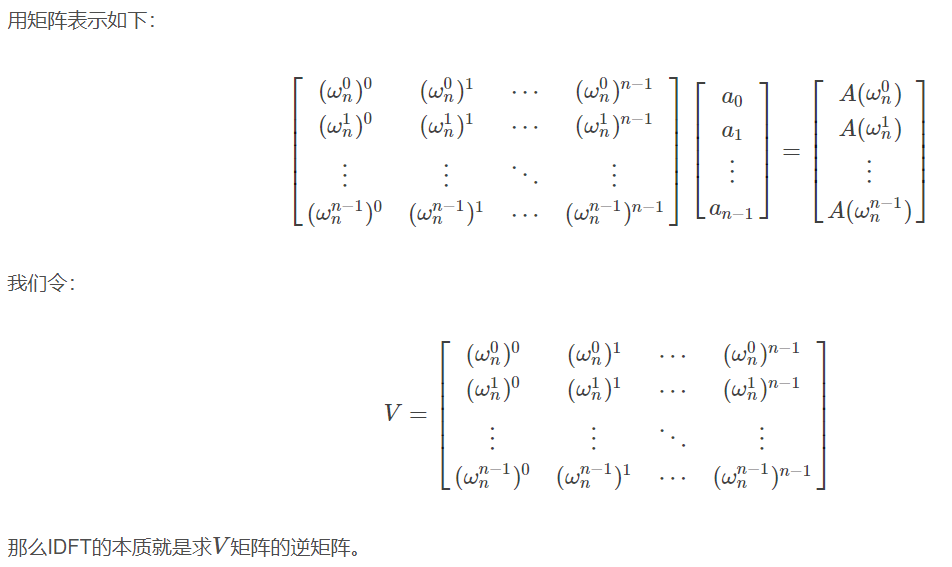 用矩阵表示如下：
$$\begin{bmatrix} (\omega_n^0)^0 & (\omega_n^0)^1 & \cdots & (\omega_n^0)^{n-1} \\ (\omega_n^1)^0 & (\omega_n^1)^1 & \cdots & (\omega_n^1)^{n-1} \\ \vdots & \vdots & \ddots & \vdots \\ (\omega_n^{n-1})^0 & (\omega_n^{n-1})^1 & \cdots & (\omega_n^{n-1})^{n-1} \end{bmatrix} \begin{bmatrix} a_0 \\ a_1 \\ \vdots \\ a_{n-1} \end{bmatrix} = \begin{bmatrix} A(\omega_n^0) \\ A(\omega_n^1) \\ \vdots \\ A(\omega_n^{n-1}) \end{bmatrix}$$
我们令：
$$V = \begin{bmatrix} (\omega_n^0)^0 & (\omega_n^0)^1 & \cdots & (\omega_n^0)^{n-1} \\ (\omega_n^1)^0 & (\omega_n^1)^1 & \cdots & (\omega_n^1)^{n-1} \\ \vdots & \vdots & \ddots & \vdots \\ (\omega_n^{n-1})^0 & (\omega_n^{n-1})^1 & \cdots & (\omega_n^{n-1})^{n-1} \end{bmatrix}$$
那么IDFT的本质就是求$V$矩阵的逆矩阵。